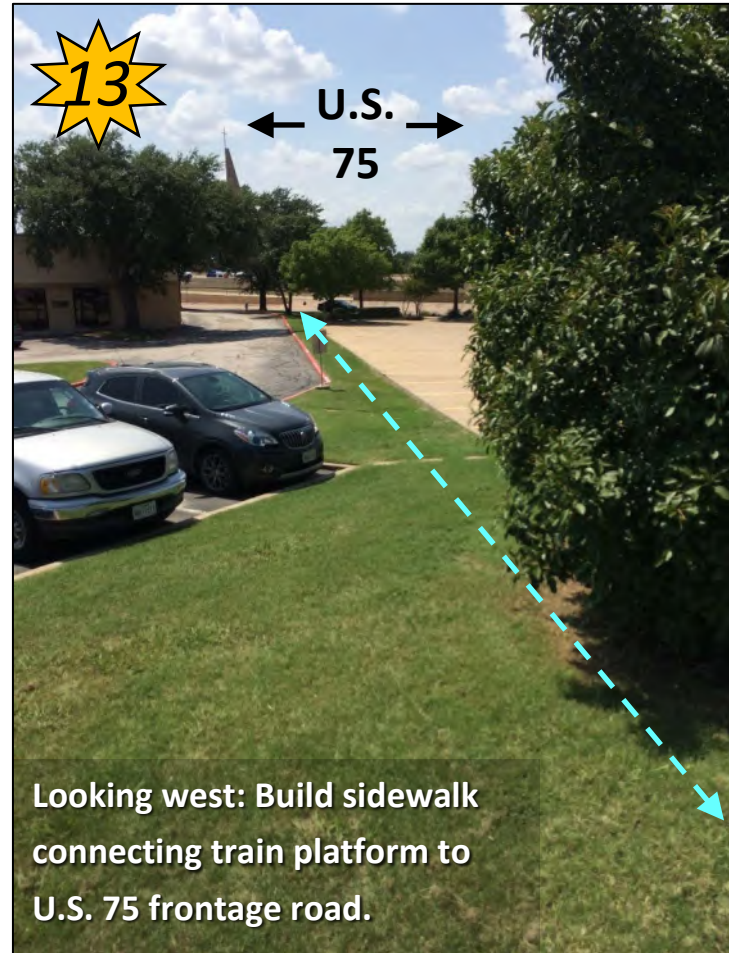 13
U.S.
75
Looking west: Build sidewalk
connecting train platform to
U.S. 75 frontage road.